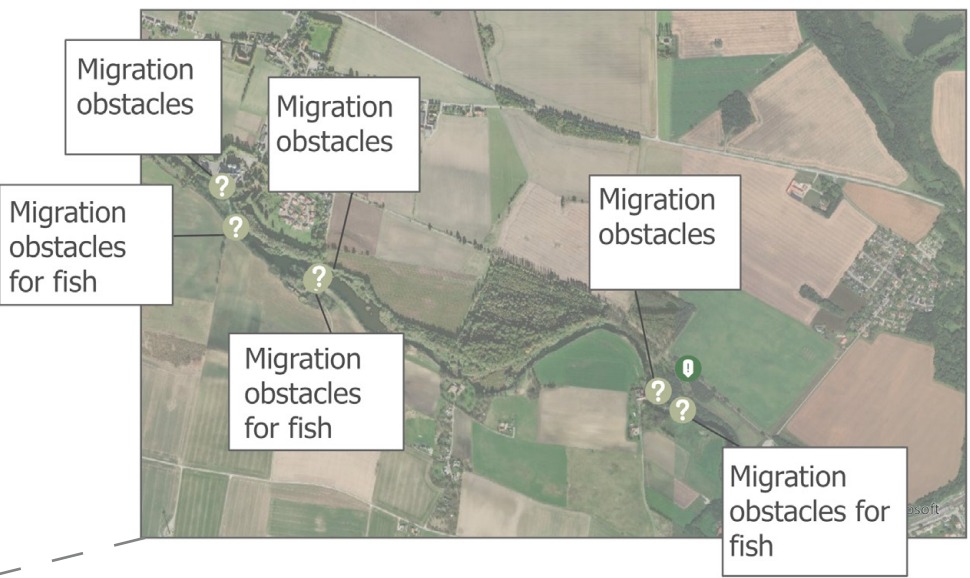 Migration
obstacles
Migration
obstacles
Migration
obstacles
for fish
Migration
obstacles
Migration
obstacles
for fish
Migration
obstacles for
fish
?
?
?
?
?
!